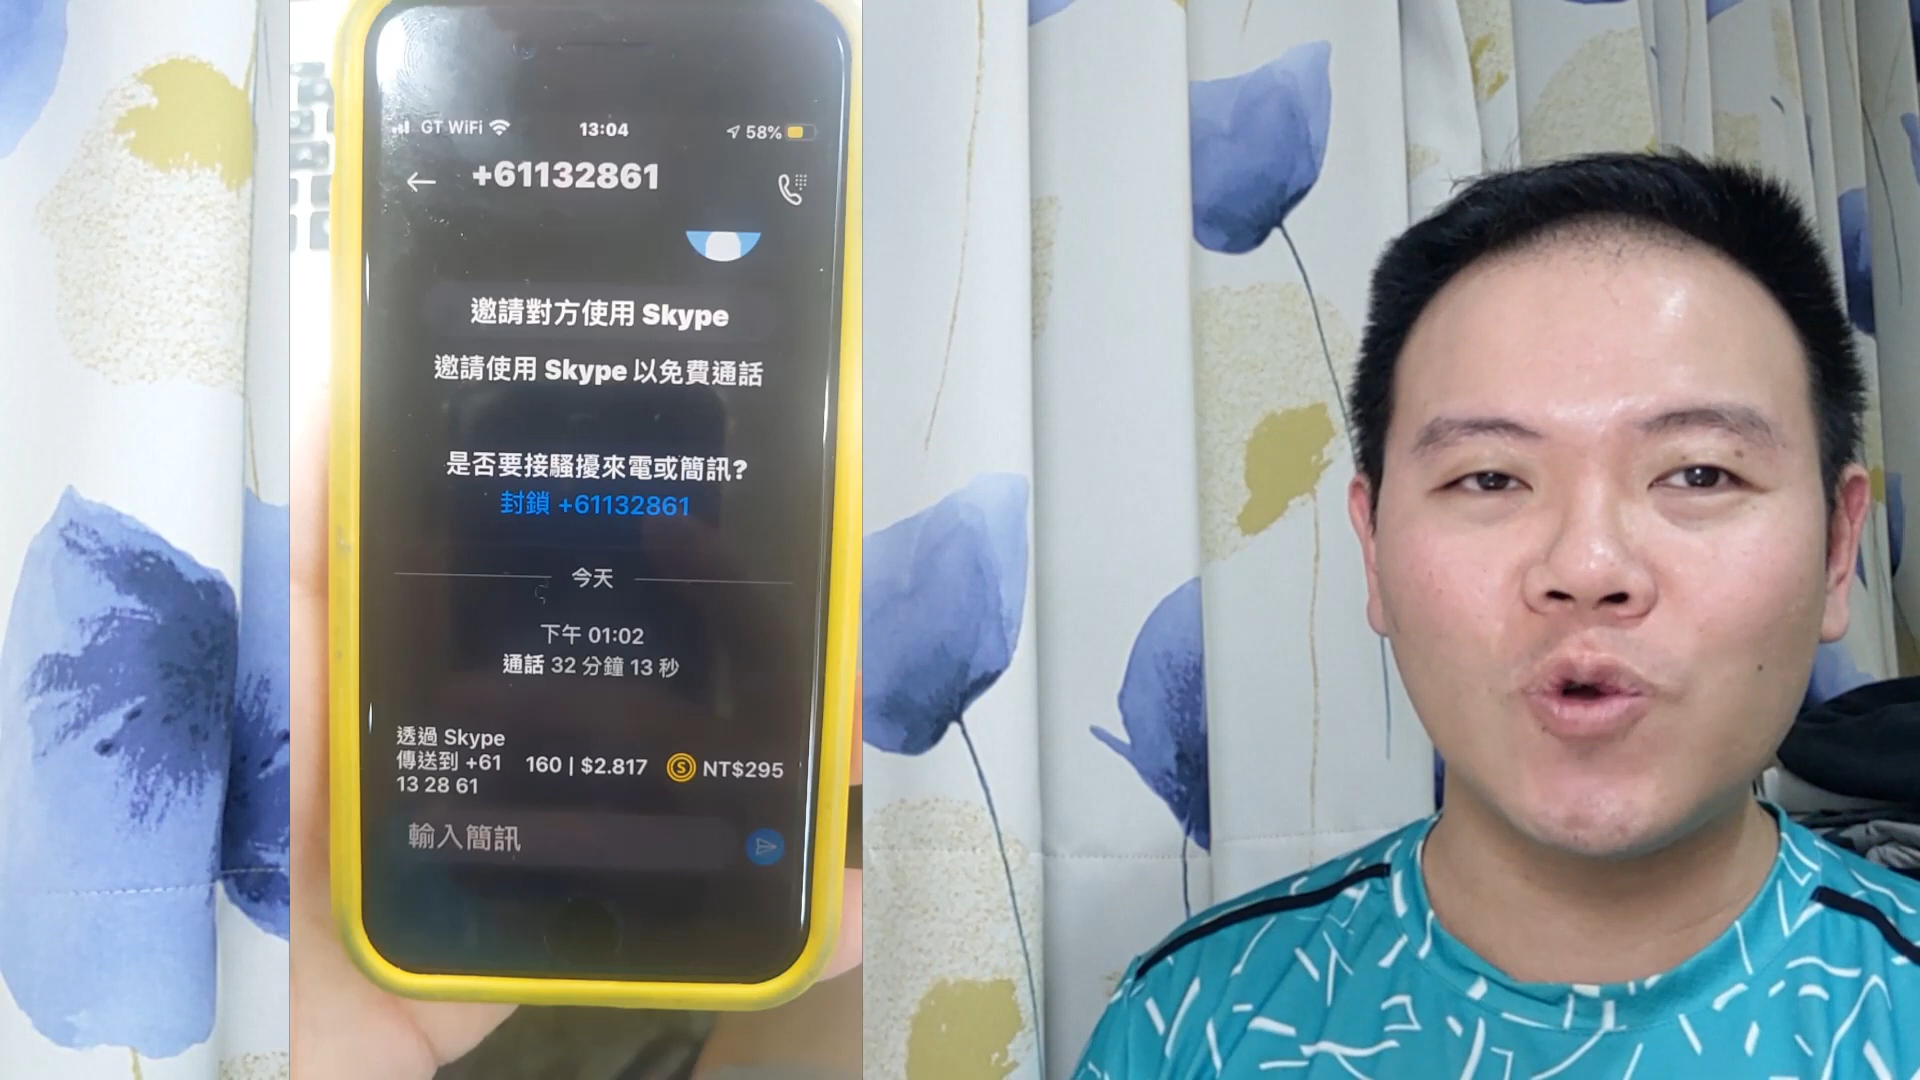 GT WiFi 13:04 58%
+61132861
邀請對方使用 Skype
邀請使用 Skype 以免費通話
是否要接騷擾來電或簡訊?
封鎖 +61132861
今天
下午 01:02
通話 32 分鐘 13 秒
透過 Skype
傳送到 +61
13 28 61
160 | $2.817
NT$295
輸入簡訊